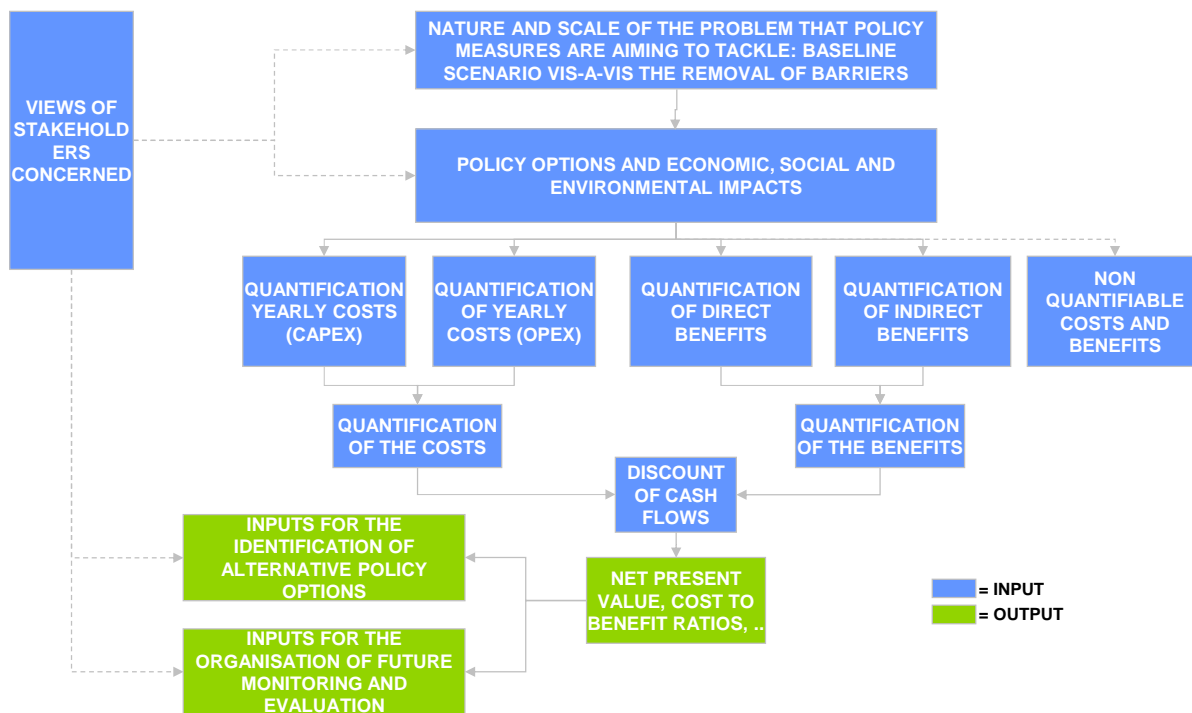 NATURE AND SCALE OF THE PROBLEM THAT POLICY
MEASURES ARE AIMING TO TACKLE: BASELINE
SCENARIO VIS-A-VIS THE REMOVAL OF BARRIERS
VIEWS OF
STAKEHOLD
ERS
CONCERNED
POLICY OPTIONS AND ECONOMIC, SOCIAL AND
ENVIRONMENTAL IMPACTS
QUANTIFICATION
YEARLY COSTS
(CAPEX)
QUANTIFICATION
OF YEARLY
COSTS (OPEX)
QUANTIFICATION
OF DIRECT
BENEFITS
QUANTIFICATION
OF INDIRECT
BENEFITS
NON
QUANTIFIABLE
COSTS AND
BENEFITS
QUANTIFICATION
OF THE COSTS
QUANTIFICATION
OF THE BENEFITS
DISCOUNT
OF CASH
FLOWS
INPUTS FOR THE
IDENTIFICATION OF
ALTERNATIVE POLICY
OPTIONS
NET PRESENT
VALUE, COST TO
BENEFIT RATIOS, ..
= INPUT
= OUTPUT
INPUTS FOR THE
ORGANISATION OF FUTURE
MONITORING AND
EVALUATION